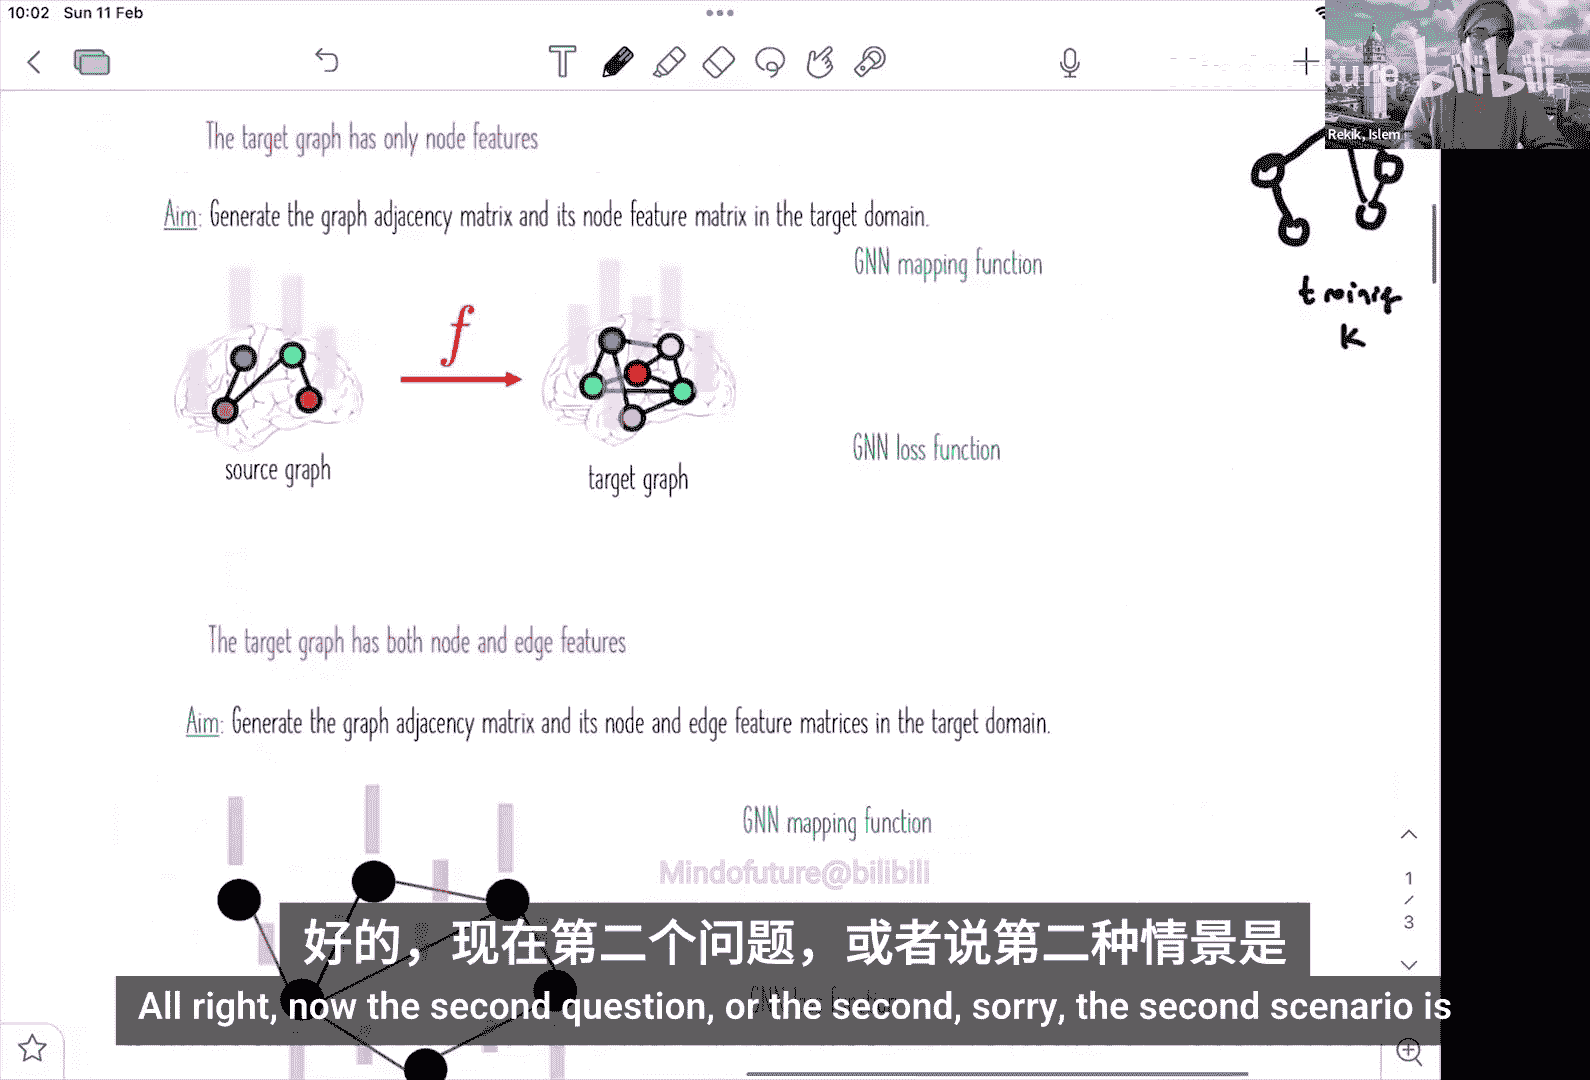 10:02 Sun 11 Feb
ture bilibili
Rekik, Islem
The target graph has only node features
Aim: Generate the graph adjacency matrix and its node feature matrix in the target domain.
GNN mapping function
f
training
K
source graph
target graph
GNN loss function
The target graph has both node and edge features
Aim: Generate the graph adjacency matrix and its node and edge feature matrices in the target domain.
GNN mapping function
Mindofuture@bilibili
1
/
3
好的，现在第二个问题，或者说第二种情景是
All right, now the second question, or the second, sorry, the second scenario is